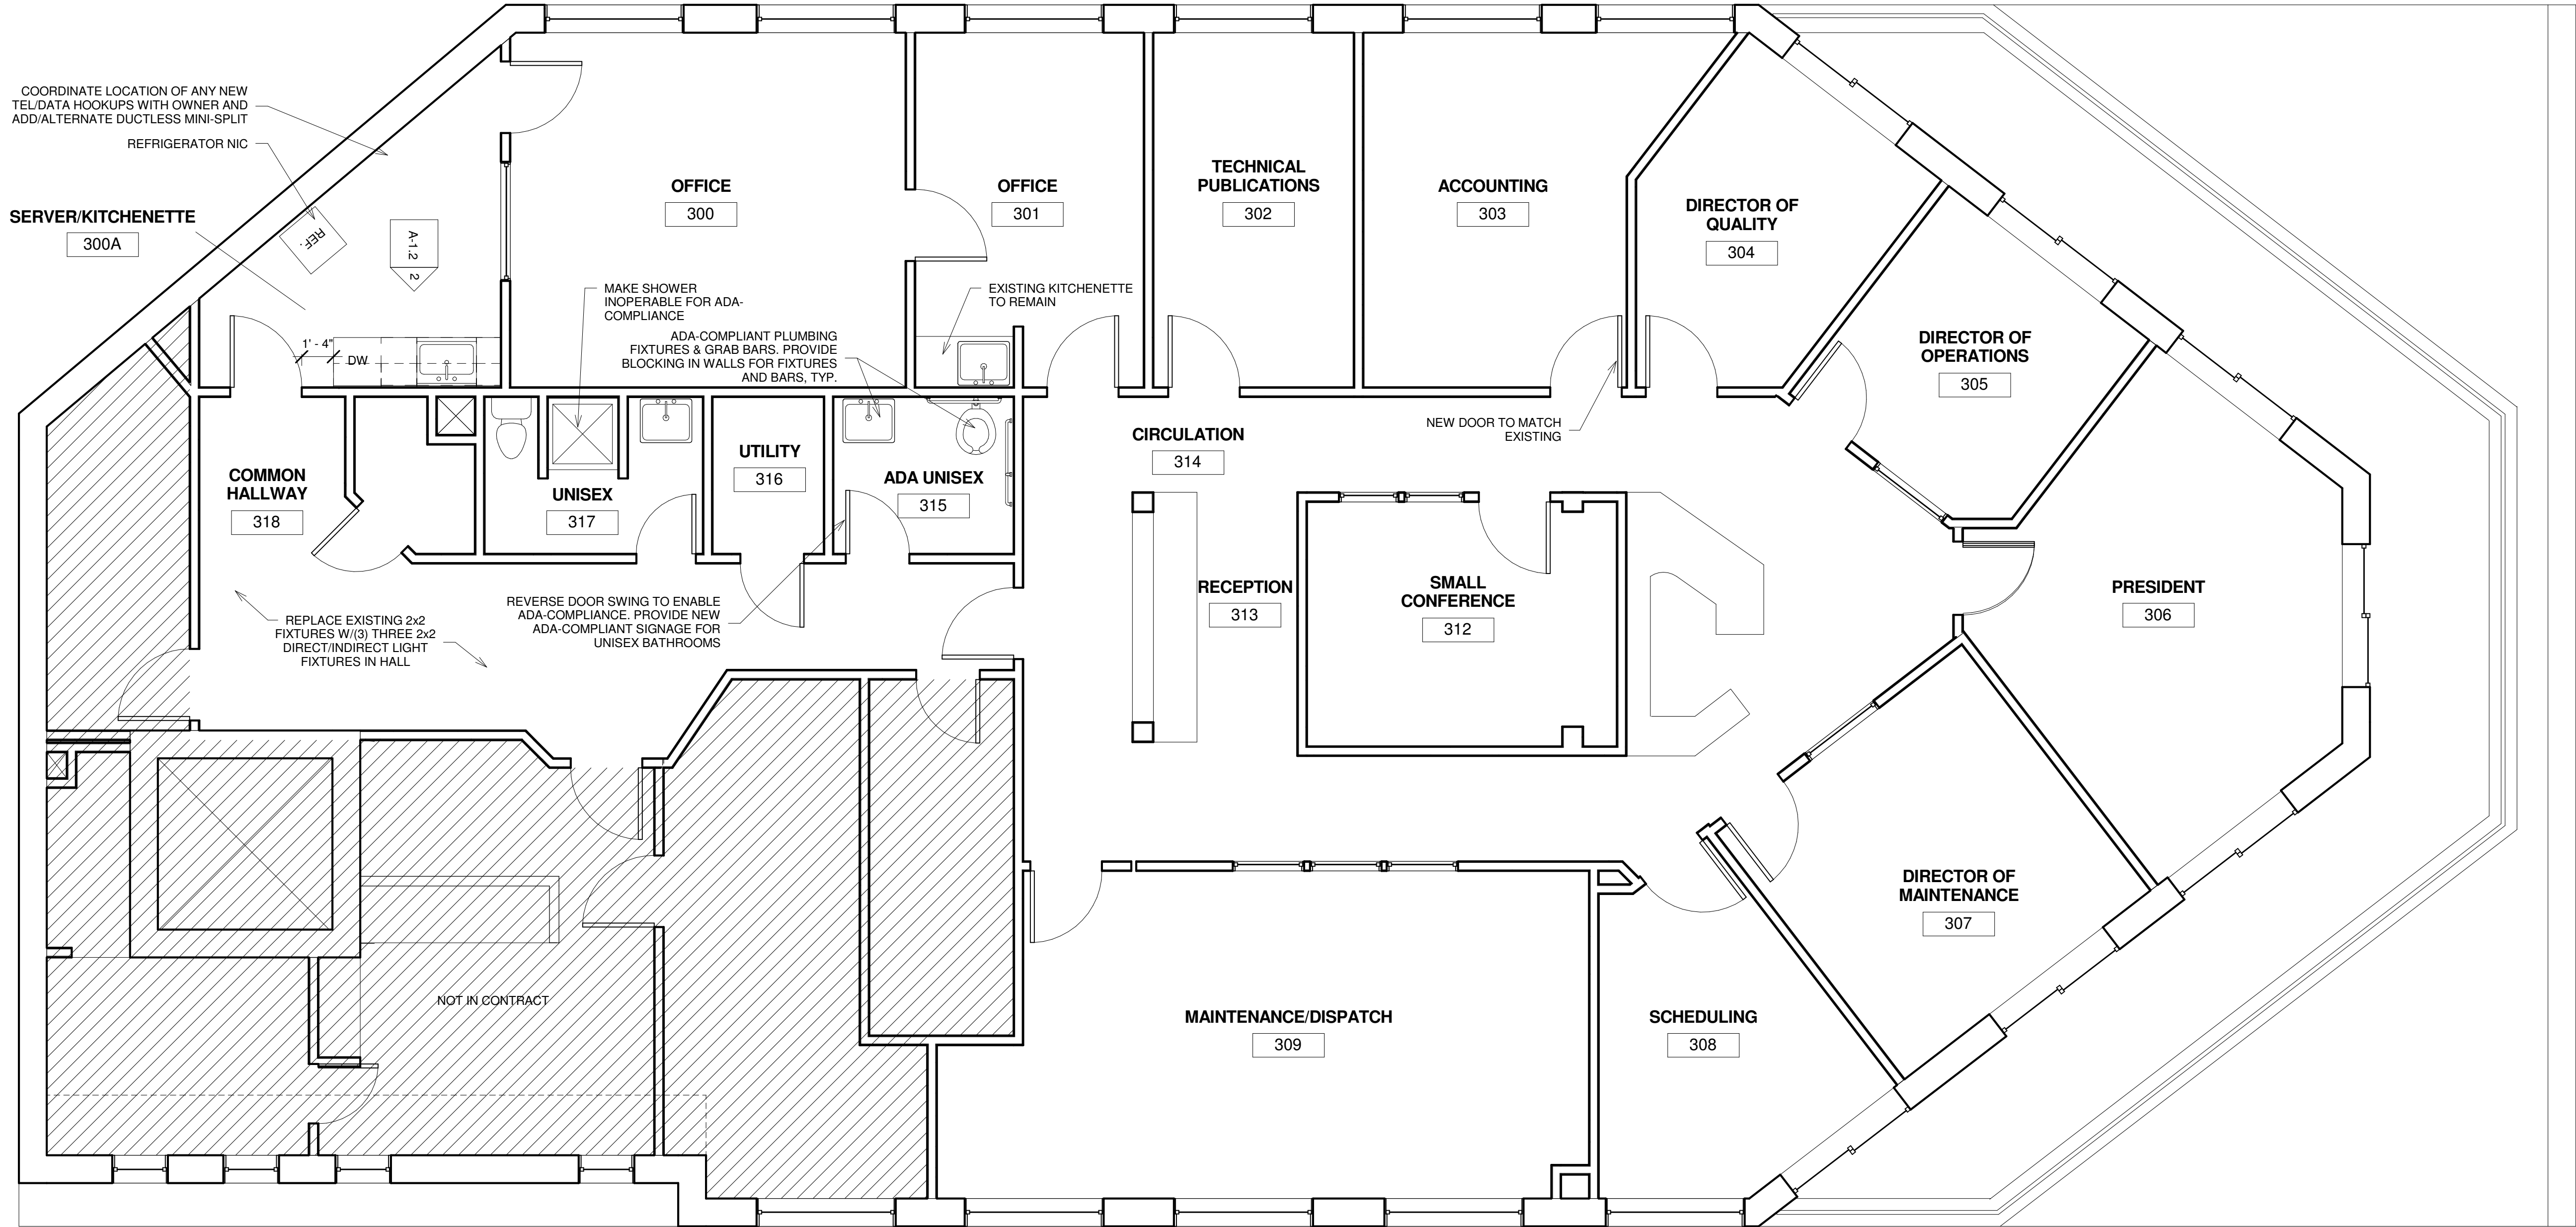 COORDINATE LOCATION OF ANY NEW
TEL/DATA HOOKUPS WITH OWNER AND
ADD/ALTERNATE DUCTLESS MINI-SPLIT
REFRIGERATOR NIC
SERVER/KITCHENETTE
300A
REF.
A-1.2
2
1' - 4"
DW
OFFICE
300
MAKE SHOWER
INOPERABLE FOR ADA-
COMPLIANCE
ADA-COMPLIANT PLUMBING
FIXTURES & GRAB BARS. PROVIDE
BLOCKING IN WALLS FOR FIXTURES
AND BARS, TYP.
OFFICE
301
EXISTING KITCHENETTE
TO REMAIN
TECHNICAL
PUBLICATIONS
302
ACCOUNTING
303
DIRECTOR OF
QUALITY
304
DIRECTOR OF
OPERATIONS
305
NEW DOOR TO MATCH
EXISTING
CIRCULATION
314
COMMON
HALLWAY
318
UNISEX
317
UTILITY
316
ADA UNISEX
315
REPLACE EXISTING 2x2
FIXTURES W/(3) THREE 2x2
DIRECT/INDIRECT LIGHT
FIXTURES IN HALL
REVERSE DOOR SWING TO ENABLE
ADA-COMPLIANCE. PROVIDE NEW
ADA-COMPLIANT SIGNAGE FOR
UNISEX BATHROOMS
RECEPTION
313
SMALL
CONFERENCE
312
PRESIDENT
306
DIRECTOR OF
MAINTENANCE
307
NOT IN CONTRACT
MAINTENANCE/DISPATCH
309
SCHEDULING
308